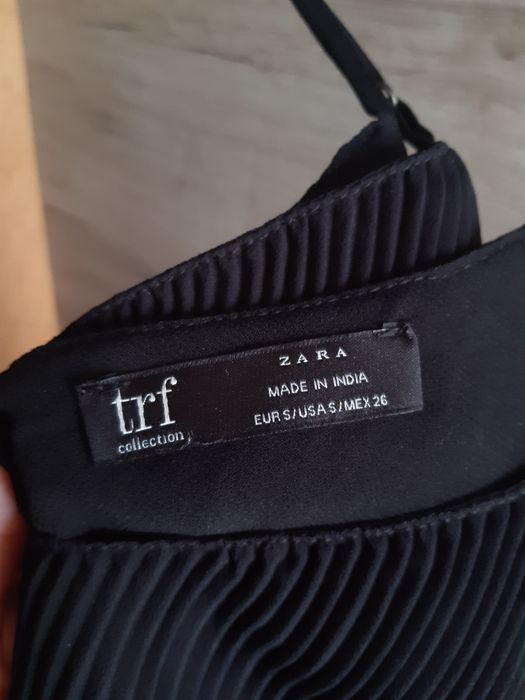 trf
collection
ZARA
MADE IN INDIA
EUR S/USA S/MEX 26